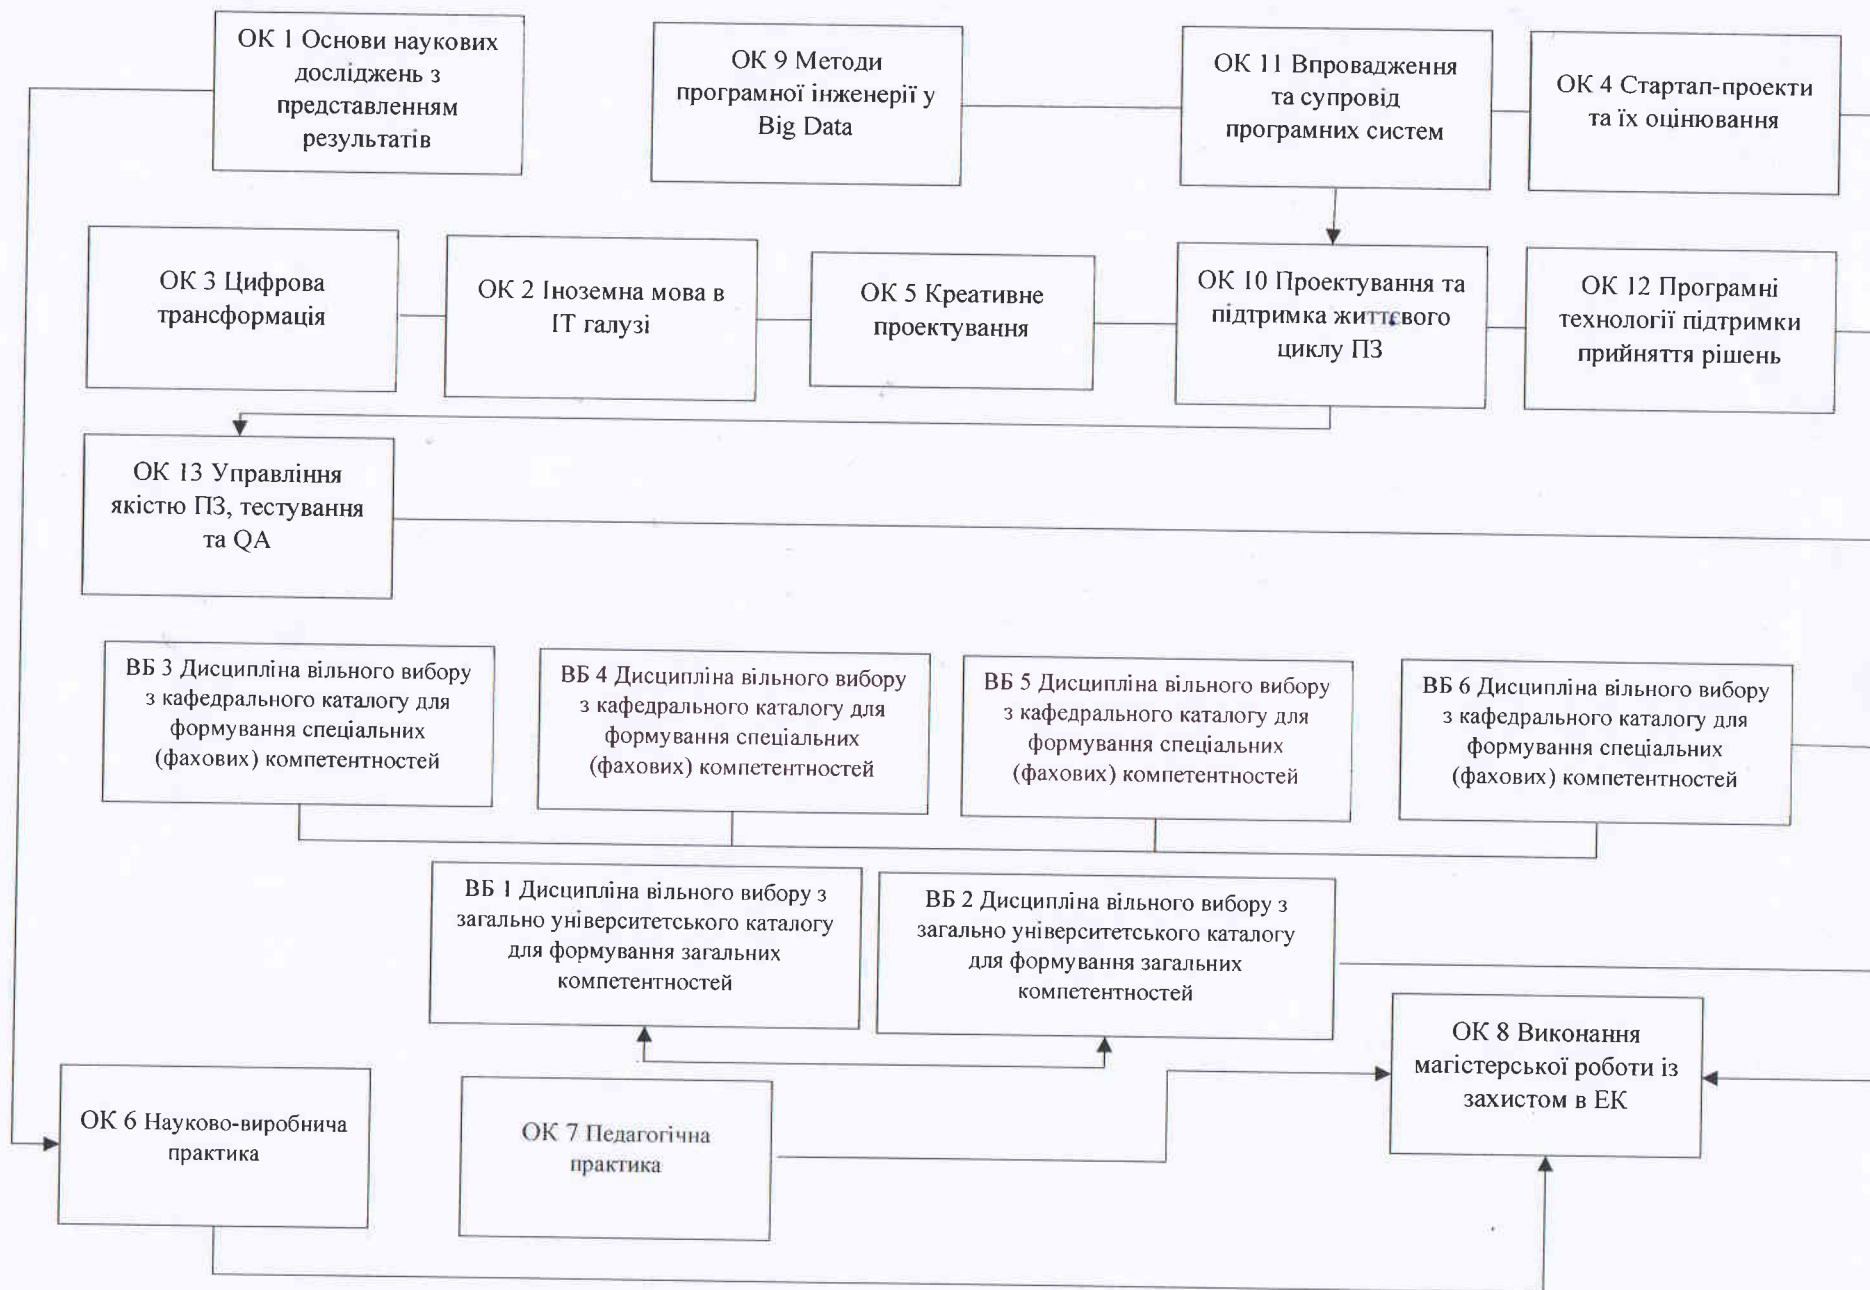 ОК 1 Основи наукових
досліджень з
представленням
результатів
ОК 9 Методи
програмної інженерії у
Big Data
ОК 11 Впровадження
та супровід
програмних систем
ОК 4 Стартап-проекти
та їх оцінювання
ОК 3 Цифрова
трансформація
ОК 2 Іноземна мова в
ІТ галузі
ОК 5 Креативне
проектування
ОК 10 Проектування та
підтримка життєвого
циклу ПЗ
ОК 12 Програмні
технології підтримки
прийняття рішень
ОК 13 Управління
якістю ПЗ, тестування
та QA
ВБ 3 Дисципліна вільного вибору
з кафедрального каталогу для
формування спеціальних
(фахових) компетентностей
ВБ 4 Дисципліна вільного вибору
з кафедрального каталогу для
формування спеціальних
(фахових) компетентностей
ВБ 5 Дисципліна вільного вибору
з кафедрального каталогу для
формування спеціальних
(фахових) компетентностей
ВБ 6 Дисципліна вільного вибору
з кафедрального каталогу для
формування спеціальних
(фахових) компетентностей
ВБ 1 Дисципліна вільного вибору з
загально університетського каталогу
для формування загальних
компетентностей
ВБ 2 Дисципліна вільного вибору з
загально університетського каталогу
для формування загальних
компетентностей
ОК 8 Виконання
магістерської роботи із
захистом в ЕК
ОК 6 Науково-виробнича
практика
ОК 7 Педагогічна
практика